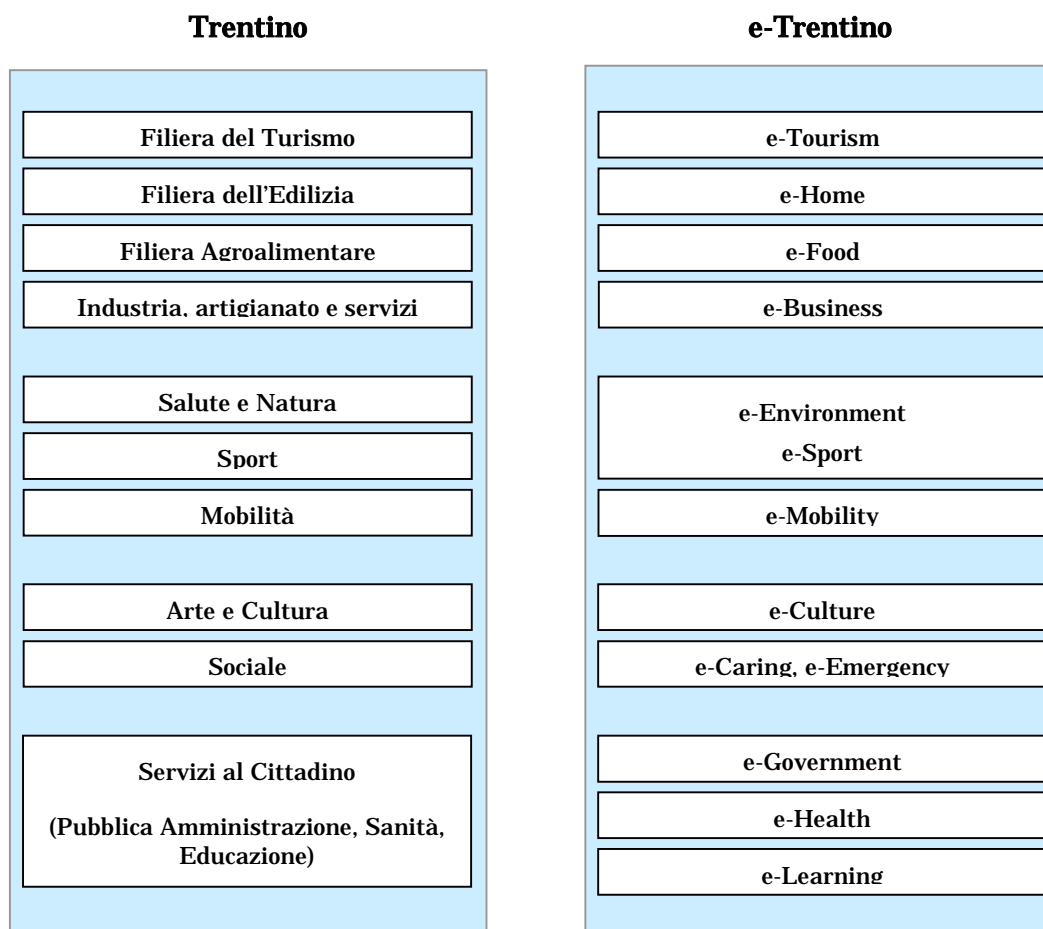 Trentino
Filiera del Turismo
Filiera dell'Edilizia
Filiera Agroalimentare
Industria, artigianato e servizi
Salute e Natura
Sport
Mobilità
Arte e Cultura
Sociale
Servizi al Cittadino
(Pubblica Amministrazione, Sanità,
Educazione)
e-Trentino
e-Tourism
e-Home
e-Food
e-Business
e-Environment
e-Sport
e-Mobility
e-Culture
e-Caring, e-Emergency
e-Government
e-Health
e-Learning